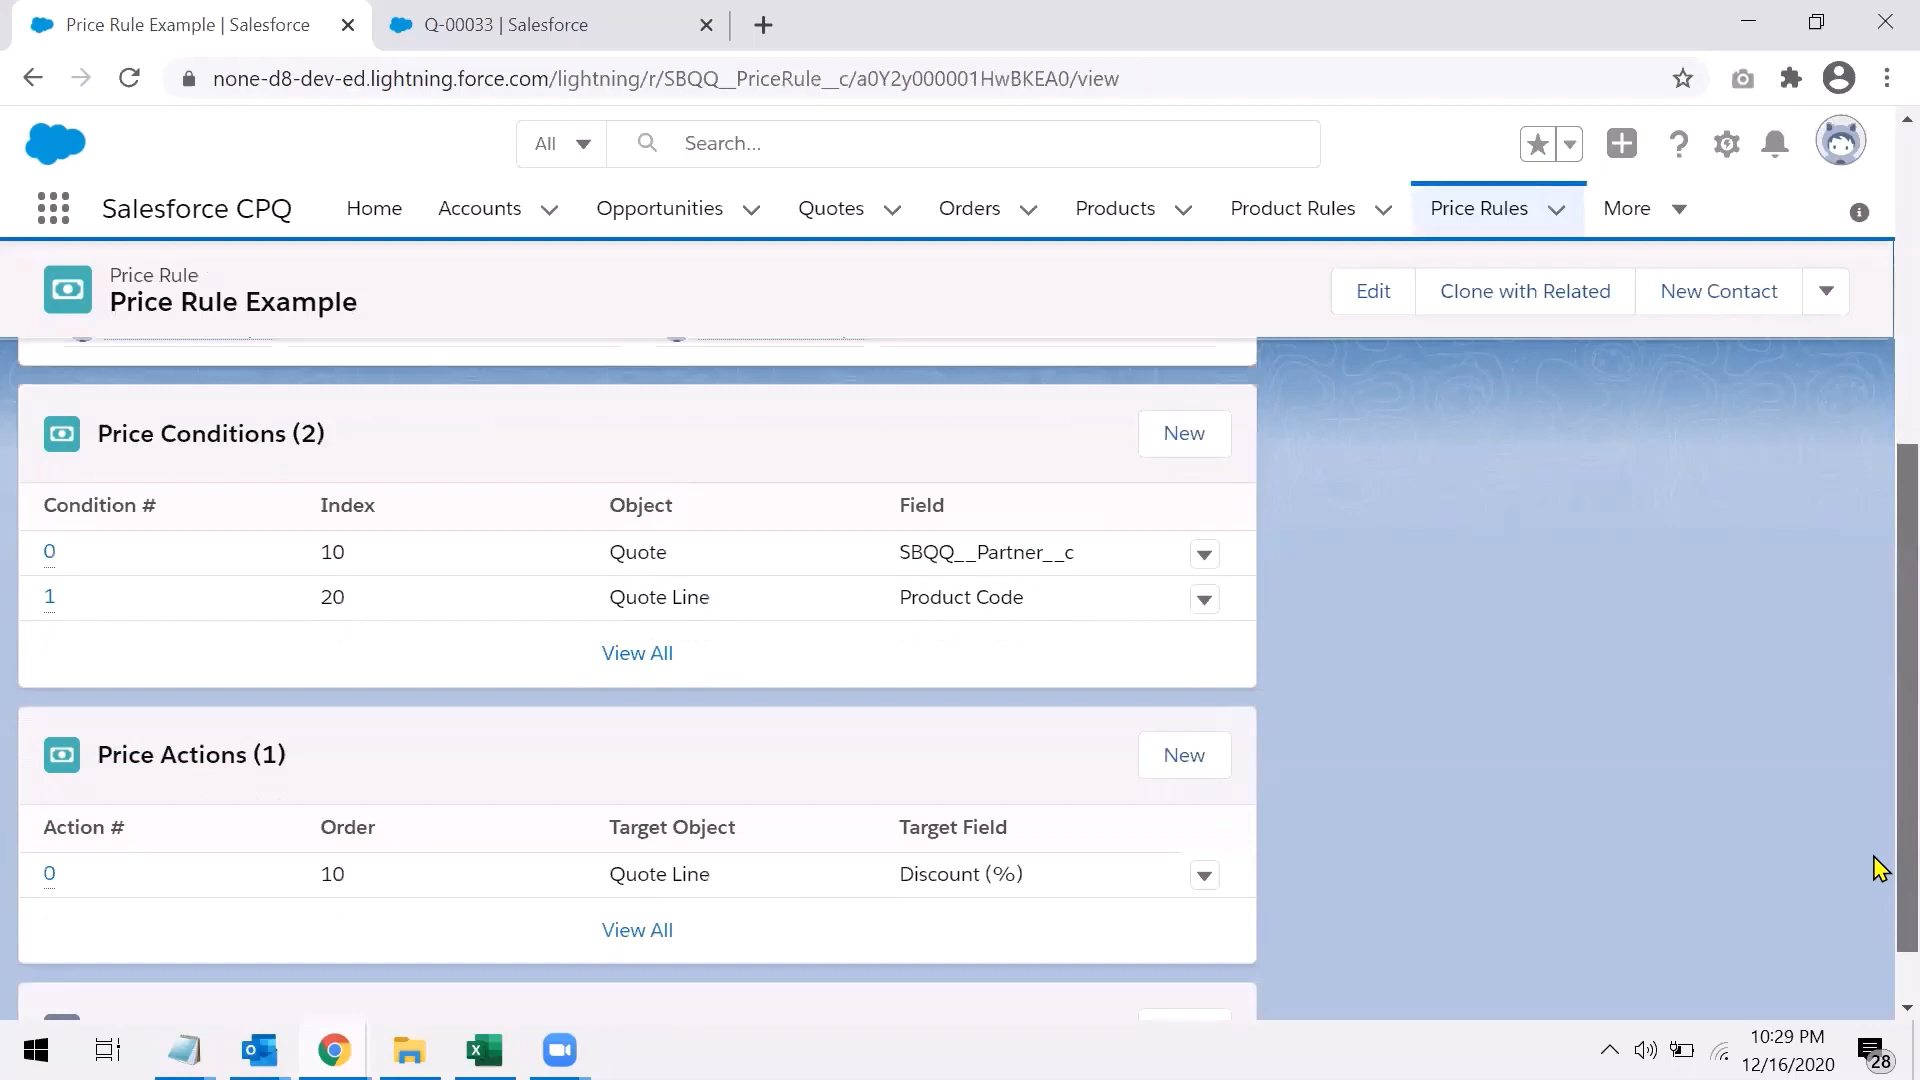 Price Rule Example | Salesforce
Q-00033 | Salesforce
none-d8-dev-ed.lightning.force.com/lightning/r/SBQQ__PriceRule__c/a0Y2y000001HwBKEA0/view
All
Search...
Salesforce CPQ
Home
Accounts
Opportunities
Quotes
Orders
Products
Product Rules
Price Rules
More
Price Rule
Price Rule Example
Edit
Clone with Related
New Contact
Price Conditions (2)
New
Condition # Index Object Field
0 10 Quote SBQQ__Partner__c
1 20 Quote Line Product Code
View All
Price Actions (1)
New
Action # Order Target Object Target Field
0 10 Quote Line Discount (%)
View All
10:29 PM
12/16/2020
28